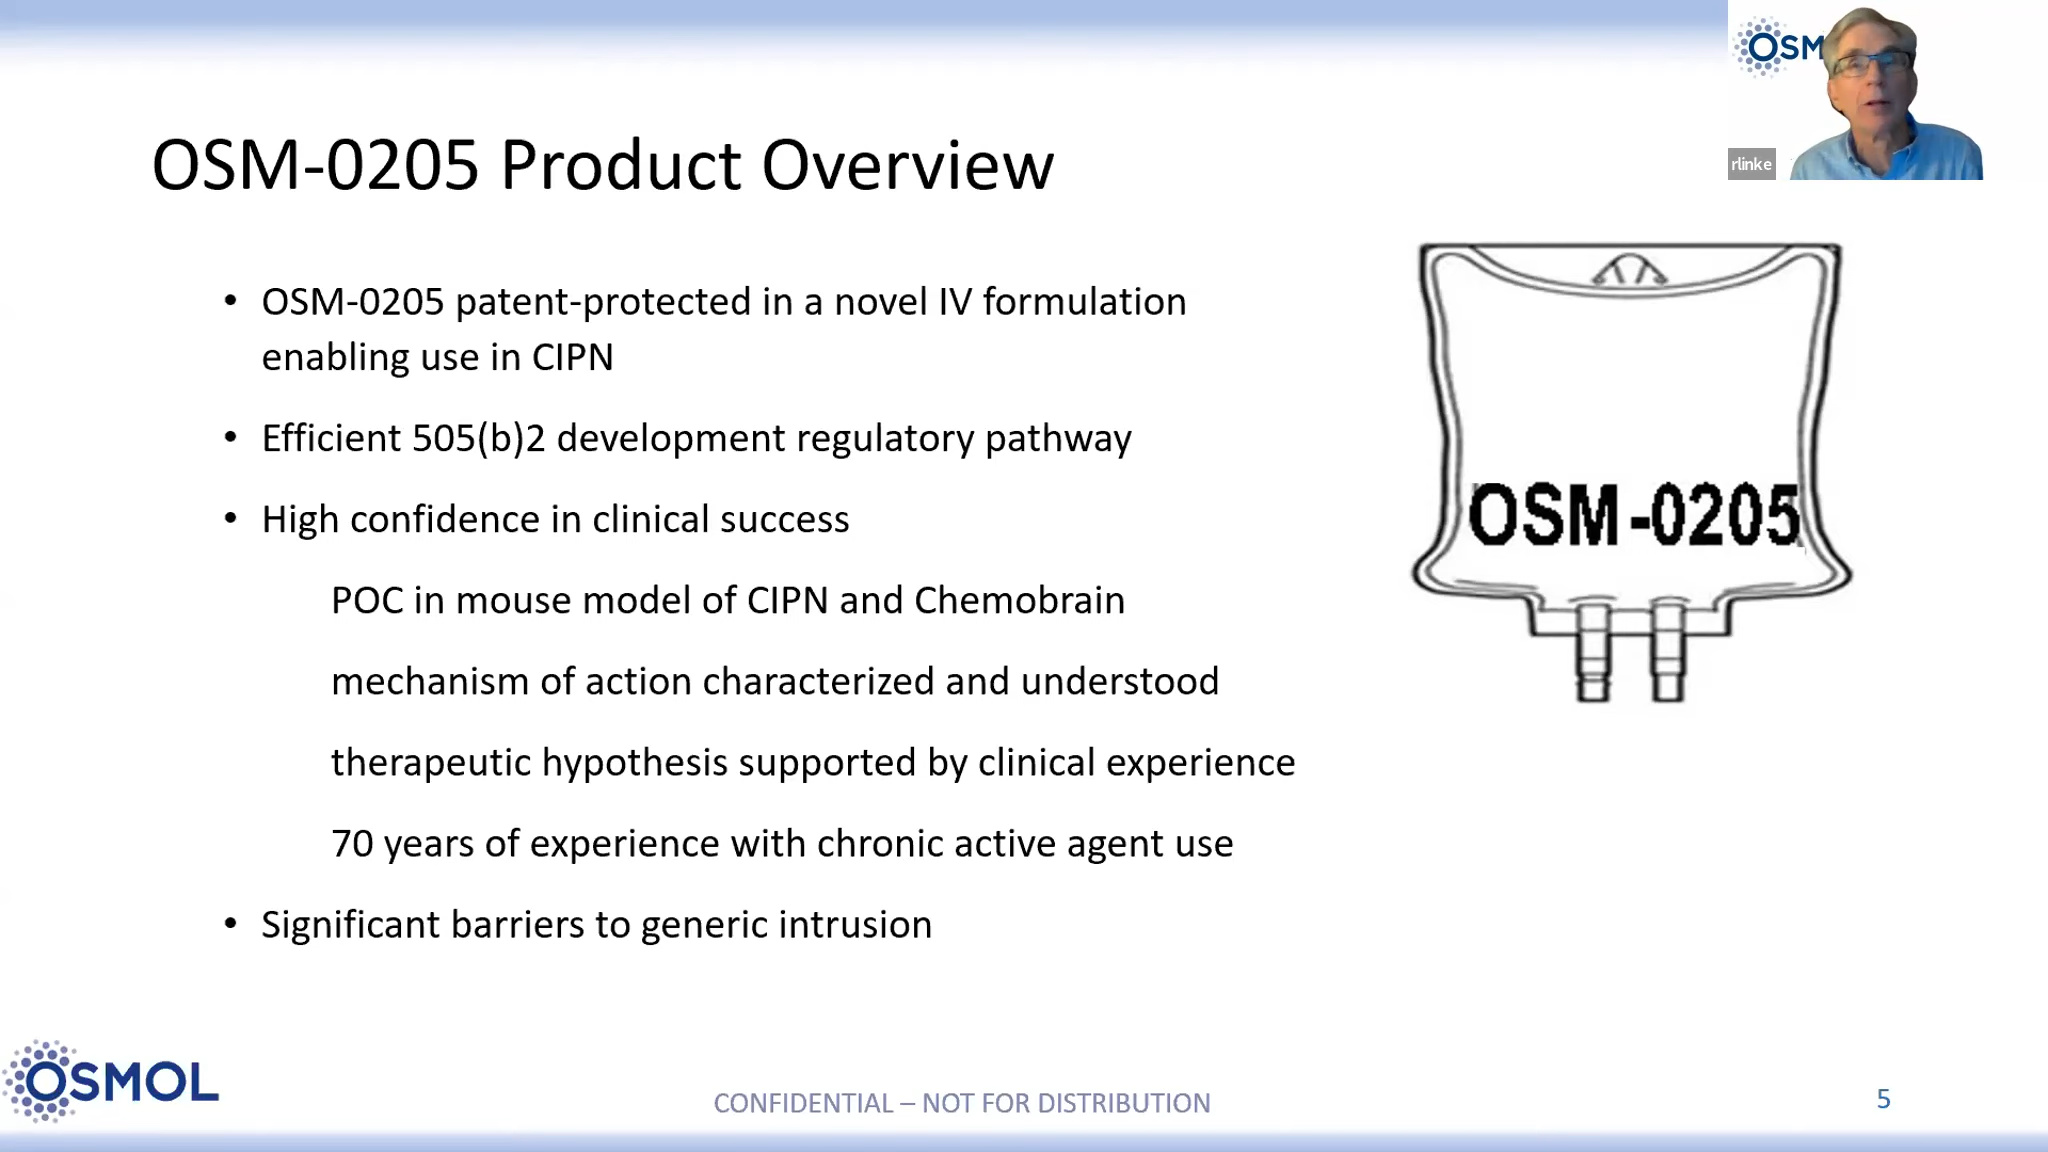 OSM
rlinke
OSM-0205 Product Overview
• OSM-0205 patent-protected in a novel IV formulation
enabling use in CIPN
• Efficient 505(b)2 development regulatory pathway
• High confidence in clinical success
POC in mouse model of CIPN and Chemobrain
mechanism of action characterized and understood
therapeutic hypothesis supported by clinical experience
70 years of experience with chronic active agent use
• Significant barriers to generic intrusion
OSM-0205
OSMOL
CONFIDENTIAL – NOT FOR DISTRIBUTION
5